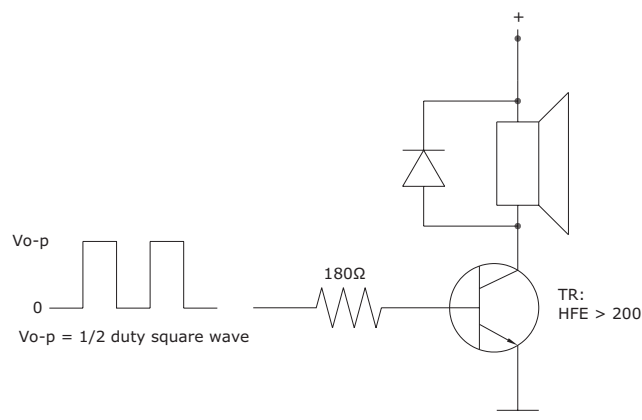 +
Vo-p
180Ω
TR:
HFE > 200
0
Vo-p = 1/2 duty square wave